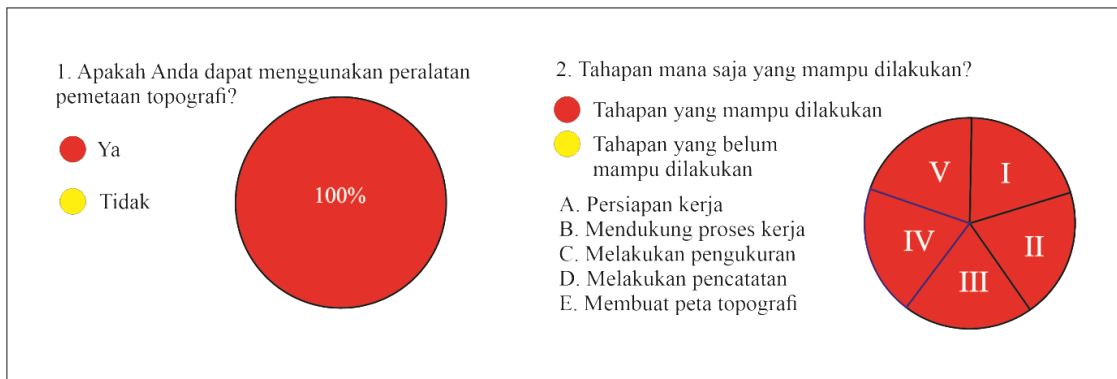 1. Apakah Anda dapat menggunakan peralatan
pemetaan topografi?
Ya
Tidak
100%
2. Tahapan mana saja yang mampu dilakukan?
Tahapan yang mampu dilakukan
Tahapan yang belum
mampu dilakukan
A. Persiapan kerja
B. Mendukung proses kerja
C. Melakukan pengukuran
D. Melakukan pencatatan
E. Membuat peta topografi
I
II
III
IV
V